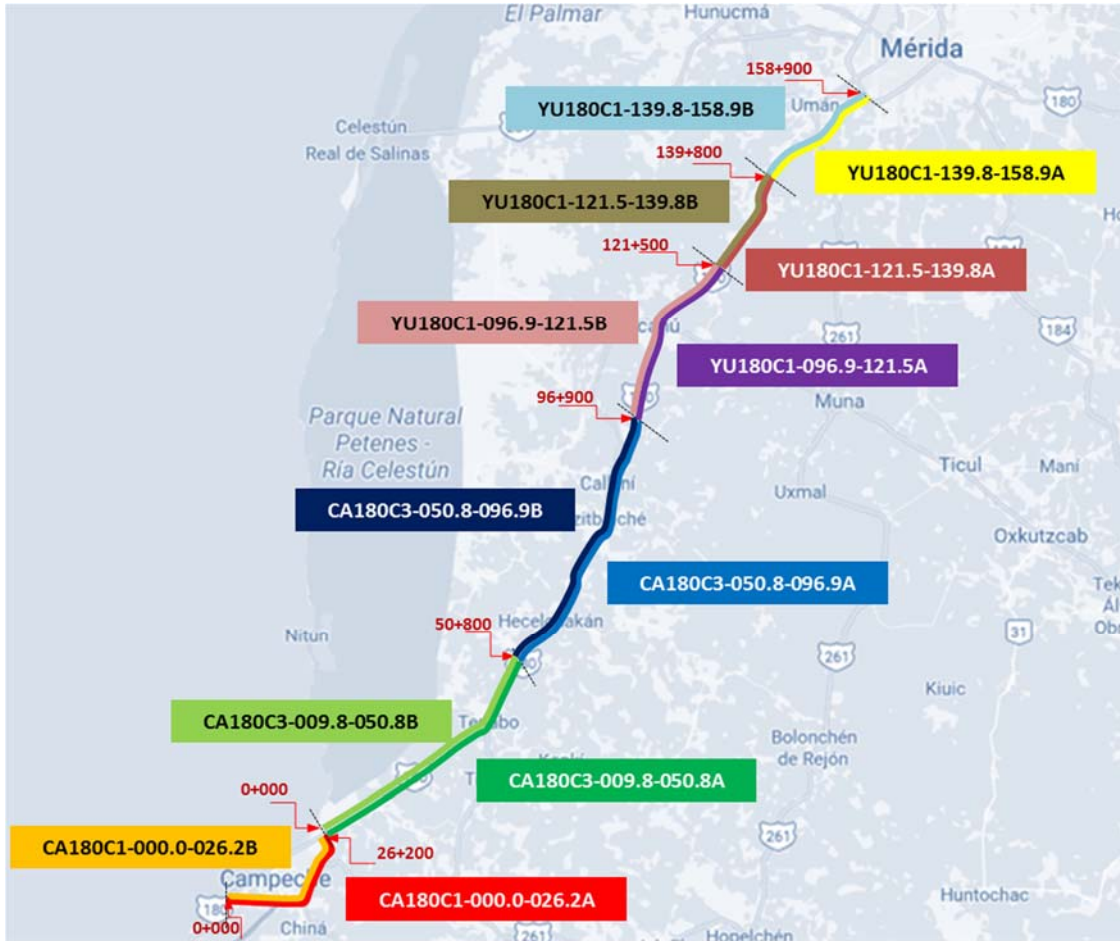 El Palmar
Hunucmá
Mérida
158+900
180
YU180C1-139.8-158.9B
Umán
Celestún
Real de Salinas
139+800
YU180C1-139.8-158.9A
YU180C1-121.5-139.8B
121+500
YU180C1-121.5-139.8A
YU180C1-096.9-121.5B
261
184
YU180C1-096.9-121.5A
96+900
Muna
Parque Natural
Petenes -
Ría Celestún
Ticul
Maní
Uxmal
CA180C3-050.8-096.9B
Oxkutzcab
CA180C3-050.8-096.9A
50+800
Nitun
31
261
Kiuic
CA180C3-009.8-050.8B
Bolonchén
de Rejón
CA180C3-009.8-050.8A
0+000
261
CA180C1-000.0-026.2B
26+200
CA180C1-000.0-026.2A
Huntochac
180
0+000
Chiná
261
Hopelchén